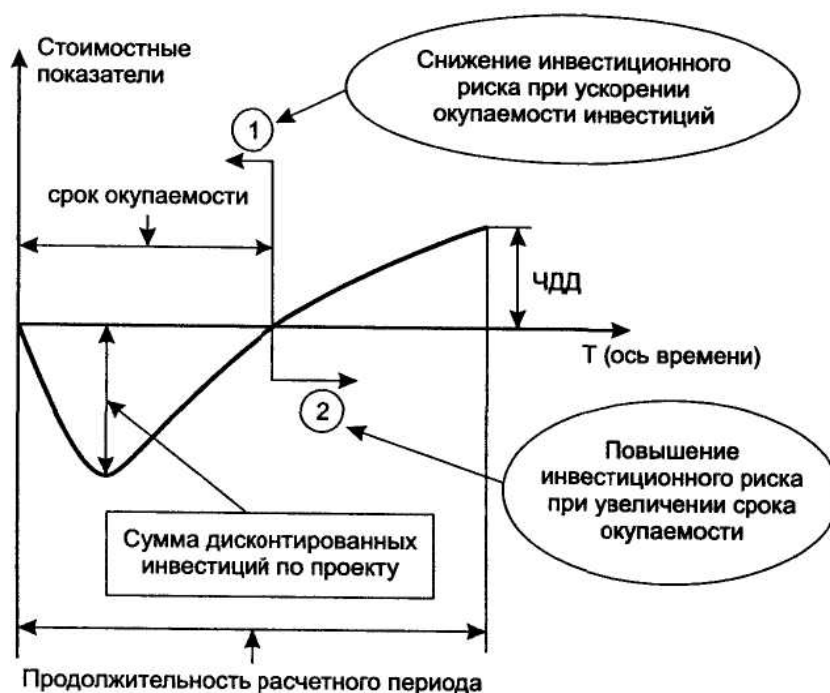 Стоимостные
показатели
Снижение инвестиционного
риска при ускорении
окупаемости инвестиций
1
срок окупаемости
ЧДД
Т (ось времени)
2
Повышение
инвестиционного риска
при увеличении срока
окупаемости
Сумма дисконтированных
инвестиций по проекту
Продолжительность расчетного периода